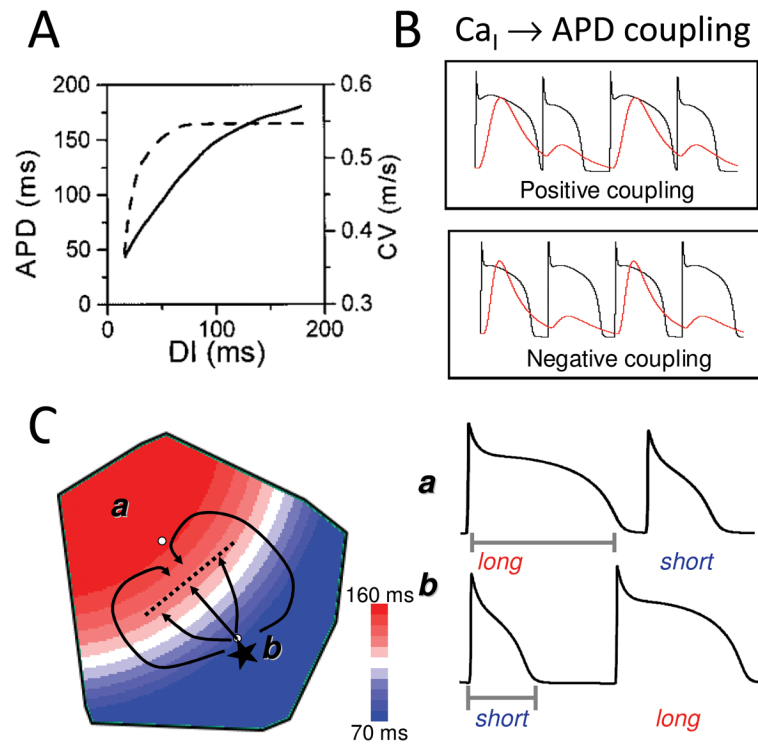 A
200
150
100
50
0
APD (ms)
0
100
200
DI (ms)
0.6
0.5
0.4
0.3
CV (m/s)
B
Ca_I → APD coupling
Positive coupling
Negative coupling
C
a
b
160 ms
70 ms
a
long
short
b
short
long